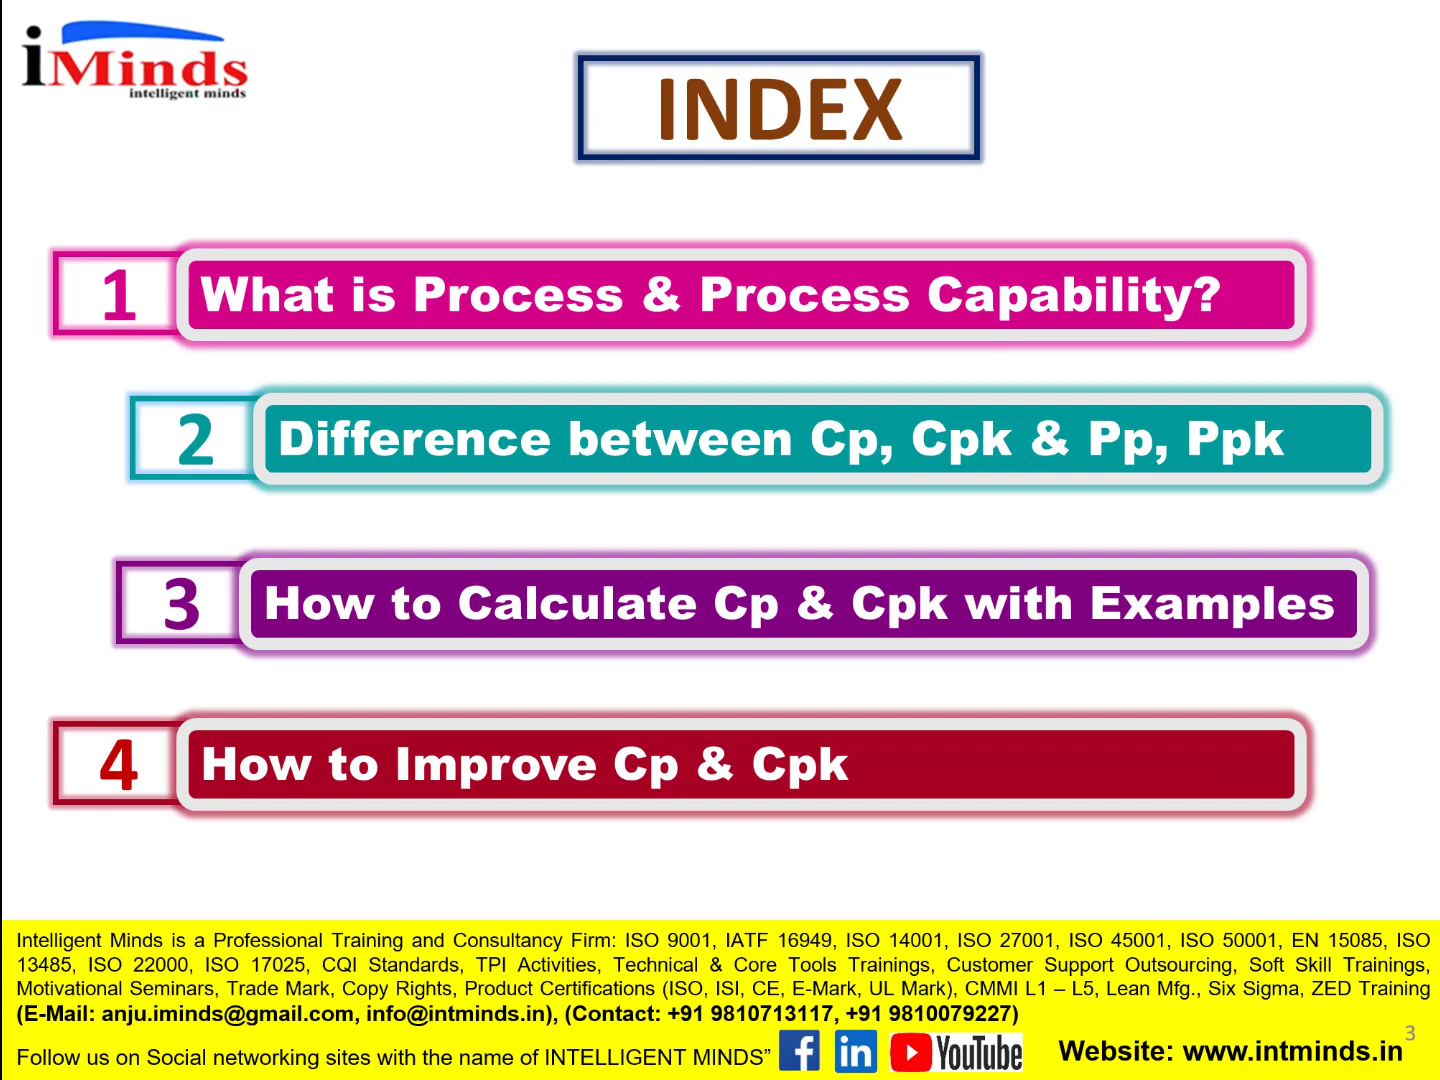 iMinds
intelligent minds
INDEX
1 What is Process & Process Capability?
2 Difference between Cp, Cpk & Pp, Ppk
3 How to Calculate Cp & Cpk with Examples
4 How to Improve Cp & Cpk
Intelligent Minds is a Professional Training and Consultancy Firm: ISO 9001, IATF 16949, ISO 14001, ISO 27001, ISO 45001, ISO 50001, EN 15085, ISO
13485, ISO 22000, ISO 17025, CQI Standards, TPI Activities, Technical & Core Tools Trainings, Customer Support Outsourcing, Soft Skill Trainings,
Motivational Seminars, Trade Mark, Copy Rights, Product Certifications (ISO, ISI, CE, E-Mark, UL Mark), CMMI L1 – L5, Lean Mfg., Six Sigma, ZED Training
(E-Mail: anju.iminds@gmail.com, info@intminds.in), (Contact: +91 9810713117, +91 9810079227)
3
Follow us on Social networking sites with the name of INTELLIGENT MINDS” f in YouTube Website: www.intminds.in